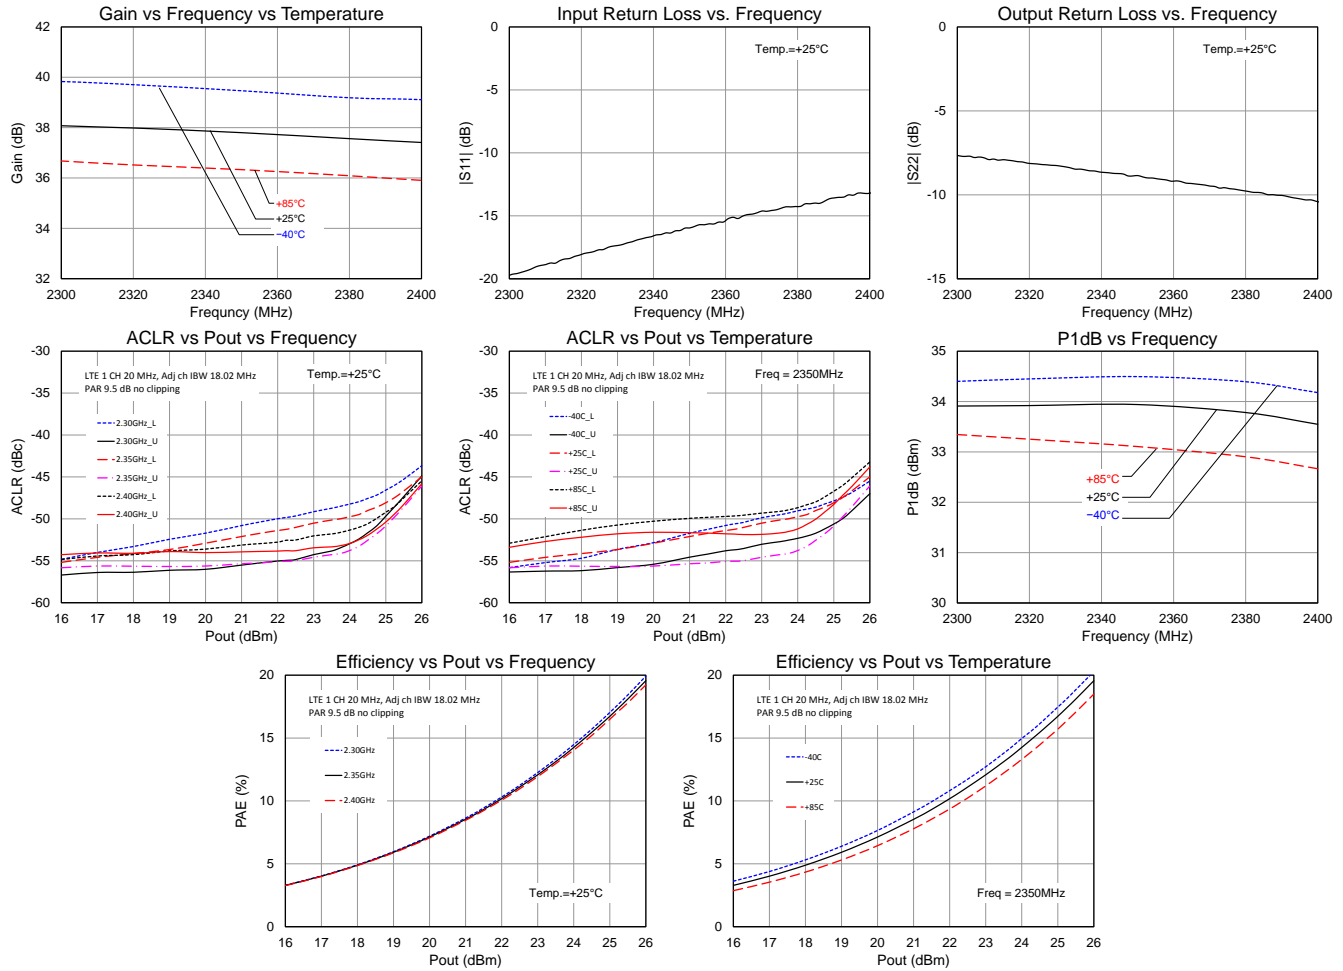 Gain vs Frequency vs Temperature
42
40
38
36
34
32
Gain (dB)
+85°C
+25°C
−40°C
2300 2320 2340 2360 2380 2400
Frequncy (MHz)
Input Return Loss vs. Frequency
0
-5
-10
-15
-20
|S11| (dB)
Temp.=+25°C
2300 2320 2340 2360 2380 2400
Frequency (MHz)
Output Return Loss vs. Frequency
0
-5
-10
-15
|S22| (dB)
Temp.=+25°C
2300 2320 2340 2360 2380 2400
Frequency (MHz)
ACLR vs Pout vs Frequency
-30
-40
-50
-60
ACLR (dBc)
LTE 1 CH 20 MHz, Adj ch IBW 18.02 MHz
PAR 9.5 dB no clipping
Temp.=+25°C
2.30GHz_L
2.30GHz_U
2.35GHz_L
2.35GHz_U
2.40GHz_L
2.40GHz_U
16 17 18 19 20 21 22 23 24 25 26
Pout (dBm)
ACLR vs Pout vs Temperature
-30
-40
-50
-60
ACLR (dBc)
LTE 1 CH 20 MHz, Adj ch IBW 18.02 MHz
PAR 9.5 dB no clipping
Freq = 2350MHz
-40C_L
-40C_U
+25C_L
+25C_U
+85C_L
+85C_U
16 17 18 19 20 21 22 23 24 25 26
Pout (dBm)
P1dB vs Frequency
35
34
33
32
31
30
P1dB (dBm)
+85°C
+25°C
−40°C
2300 2320 2340 2360 2380 2400
Frequency (MHz)
Efficiency vs Pout vs Frequency
20
15
10
5
0
PAE (%)
LTE 1 CH 20 MHz, Adj ch IBW 18.02 MHz
PAR 9.5 dB no clipping
2.30GHz
2.35GHz
2.40GHz
Temp.=+25°C
16 17 18 19 20 21 22 23 24 25 26
Pout (dBm)
Efficiency vs Pout vs Temperature
20
15
10
5
0
PAE (%)
LTE 1 CH 20 MHz, Adj ch IBW 18.02 MHz
PAR 9.5 dB no clipping
-40C
+25C
+85C
Freq = 2350MHz
16 17 18 19 20 21 22 23 24 25 26
Pout (dBm)